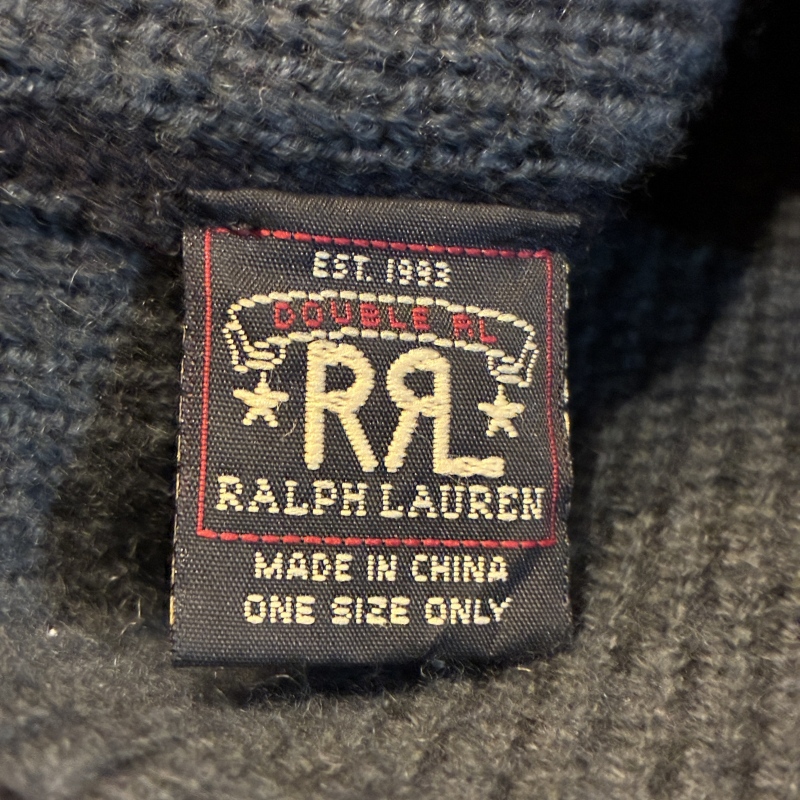 EST. 1993
DOUBLE RL
RRL
RALPH LAUREN
MADE IN CHINA
ONE SIZE ONLY